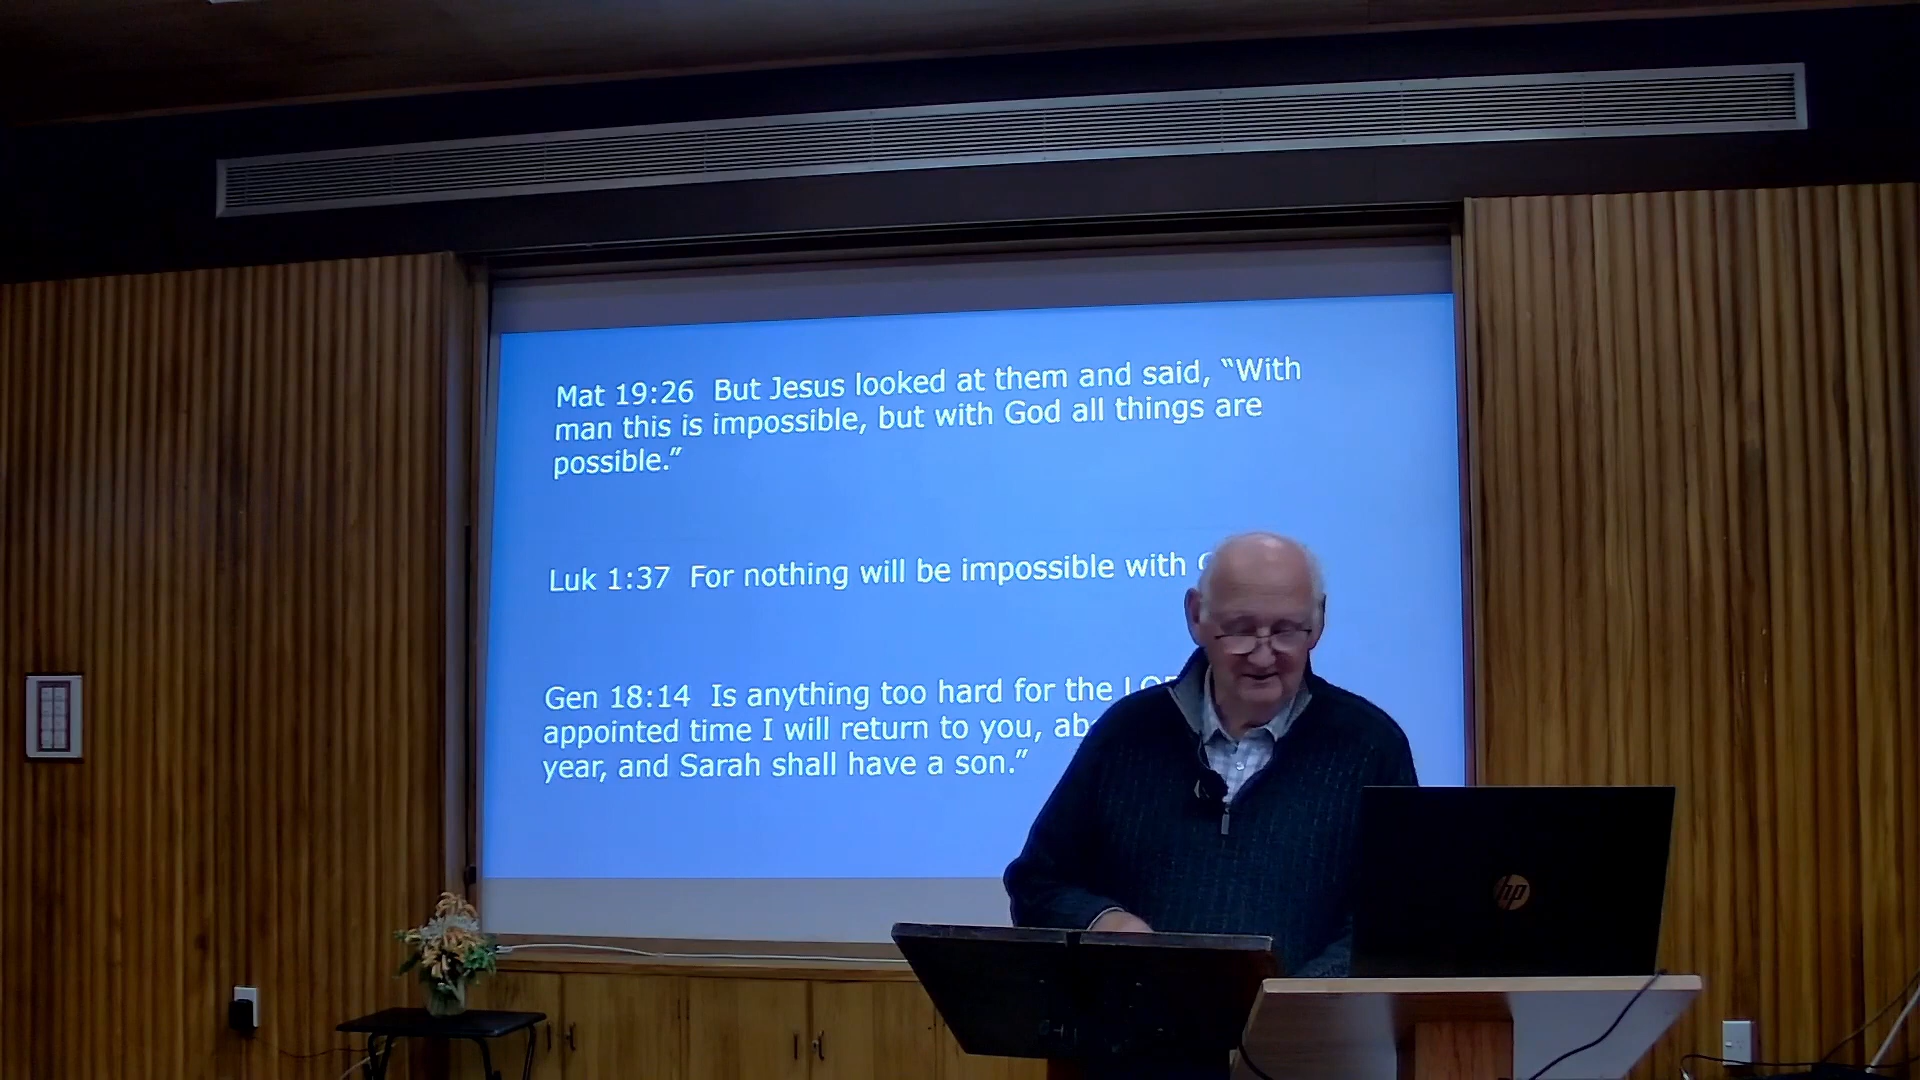 Mat 19:26 But Jesus looked at them and said, “With
man this is impossible, but with God all things are
possible.”
Luk 1:37 For nothing will be impossible with
Gen 18:14 Is anything too hard for the
appointed time I will return to you,
year, and Sarah shall have a son.”
hp